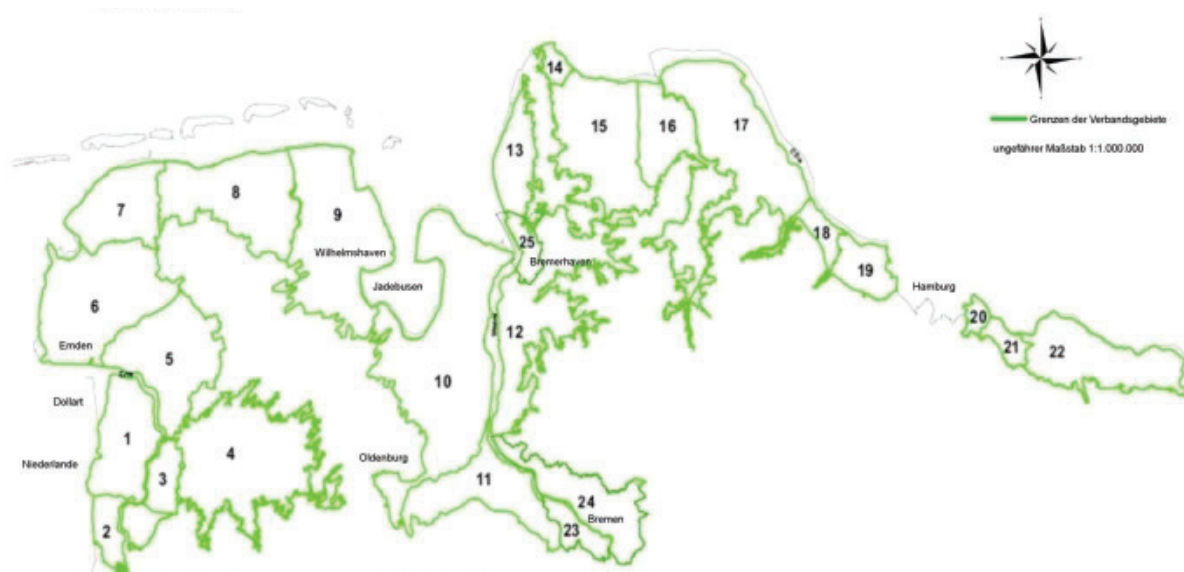 14
15
16
17
Grenzen der Verbandsgebiete
ungefährer Maßstab 1:1.000.000
13
Elbe
7
8
9
Wilhelmshaven
25
Bremerhaven
18
19
Jadebusen
Hamburg
6
20
12
Emden
5
21
22
10
Ems
Dollart
1
Niederlande
4
Oldenburg
3
11
24
Bremen
2
23